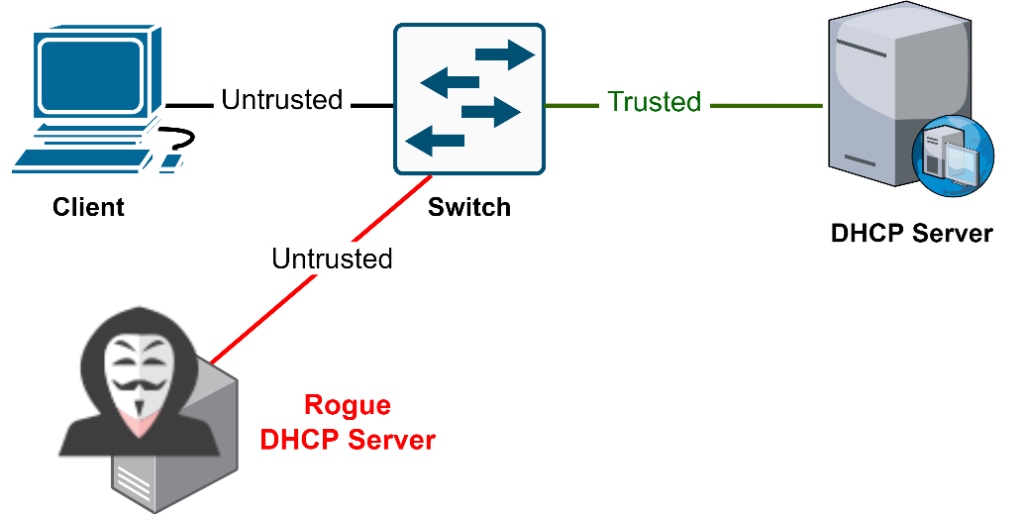 Untrusted
Trusted
Client
Switch
DHCP Server
Untrusted
Rogue
DHCP Server